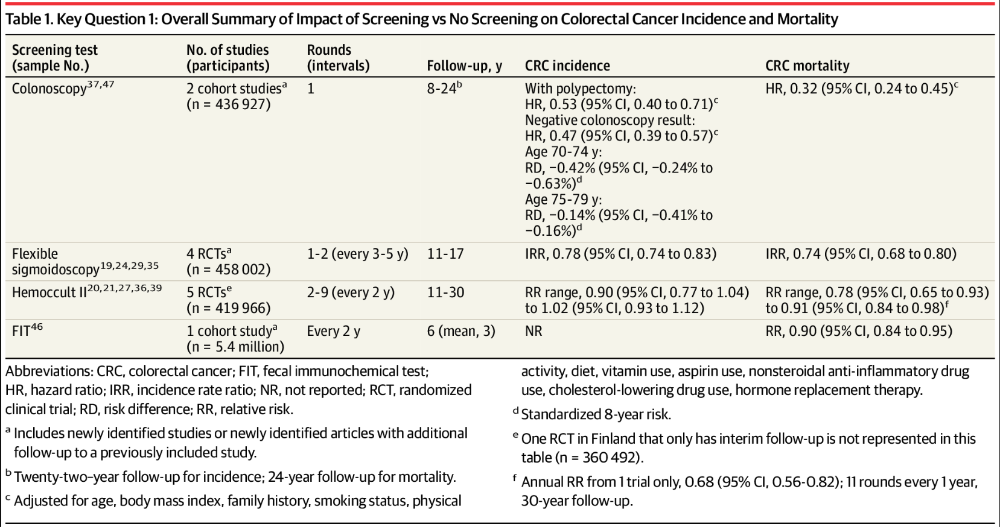 Table 1. Key Question 1: Overall Summary of Impact of Screening vs No Screening on Colorectal Cancer Incidence and Mortality
Screening test (sample No.) No. of studies (participants) Rounds (intervals) Follow-up, y CRC incidence CRC mortality
Colonoscopy37,47 2 cohort studiesa 1 8-24b With polypectomy: HR, 0.32 (95% CI, 0.24 to 0.45)c
(n = 436 927) HR, 0.53 (95% CI, 0.40 to 0.71)c
Negative colonoscopy result:
HR, 0.47 (95% CI, 0.39 to 0.57)c
Age 70-74 y:
RD, −0.42% (95% CI, −0.24% to
−0.63%)d
Age 75-79 y:
RD, −0.14% (95% CI, −0.41% to
−0.16%)d
Flexible 4 RCTsa 1-2 (every 3-5 y) 11-17 IRR, 0.78 (95% CI, 0.74 to 0.83) IRR, 0.74 (95% CI, 0.68 to 0.80)
sigmoidoscopy19,24,29,35 (n = 458 002)
Hemoccult II20,21,27,36,39 5 RCTse 2-9 (every 2 y) 11-30 RR range, 0.90 (95% CI, 0.77 to 1.04) RR range, 0.78 (95% CI, 0.65 to 0.93)
(n = 419 966) to 1.02 (95% CI, 0.93 to 1.12) to 0.91 (95% CI, 0.84 to 0.98)f
FIT46 1 cohort studya Every 2 y 6 (mean, 3) NR RR, 0.90 (95% CI, 0.84 to 0.95)
(n = 5.4 million)
Abbreviations: CRC, colorectal cancer; FIT, fecal immunochemical test;
HR, hazard ratio; IRR, incidence rate ratio; NR, not reported; RCT, randomized
clinical trial; RD, risk difference; RR, relative risk.
a Includes newly identified studies or newly identified articles with additional
follow-up to a previously included study.
b Twenty-two–year follow-up for incidence; 24-year follow-up for mortality.
c Adjusted for age, body mass index, family history, smoking status, physical
activity, diet, vitamin use, aspirin use, nonsteroidal anti-inflammatory drug
use, cholesterol-lowering drug use, hormone replacement therapy.
d Standardized 8-year risk.
e One RCT in Finland that only has interim follow-up is not represented in this
table (n = 360 492).
f Annual RR from 1 trial only, 0.68 (95% CI, 0.56-0.82); 11 rounds every 1 year,
30-year follow-up.